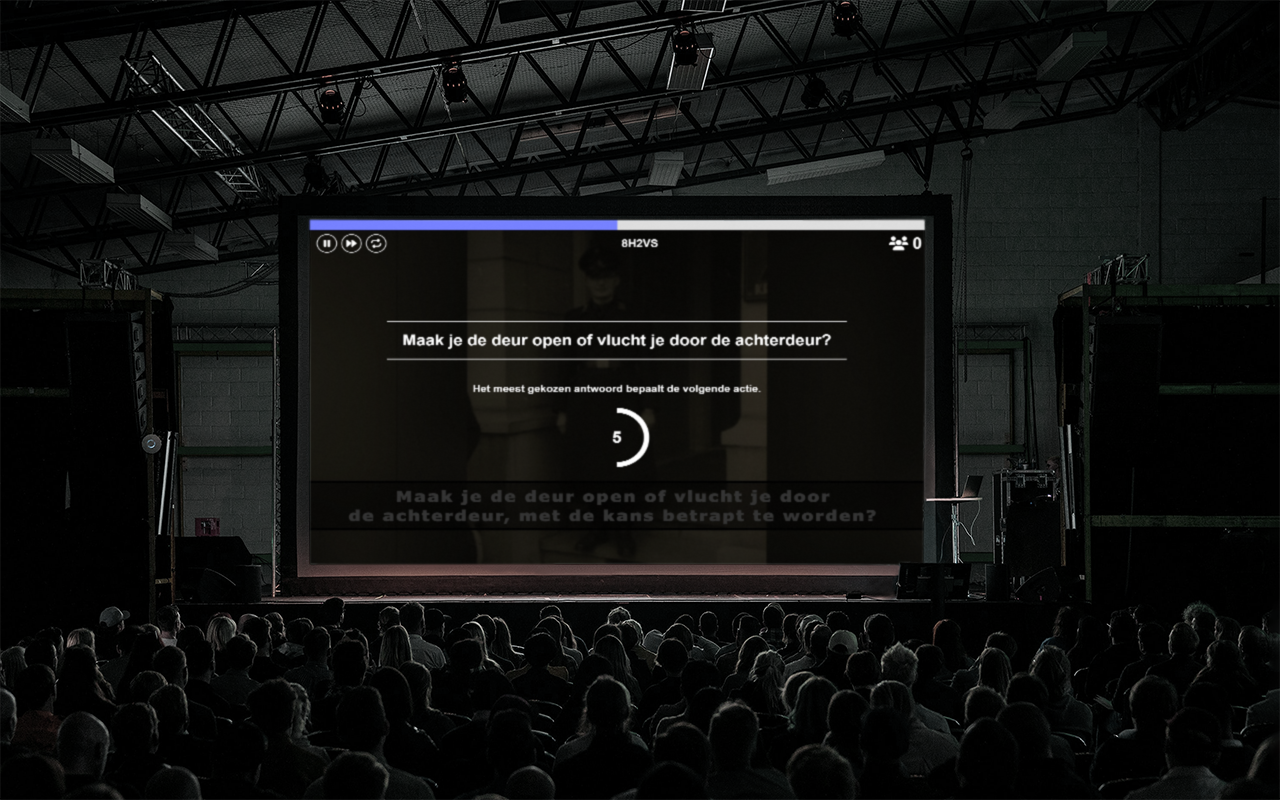 8H2VS
0
Maak je de deur open of vlucht je door de achterdeur?
Het meest gekozen antwoord bepaalt de volgende actie.
5
Maak je de deur open of vlucht je door
de achterdeur, met de kans betrapt te worden?